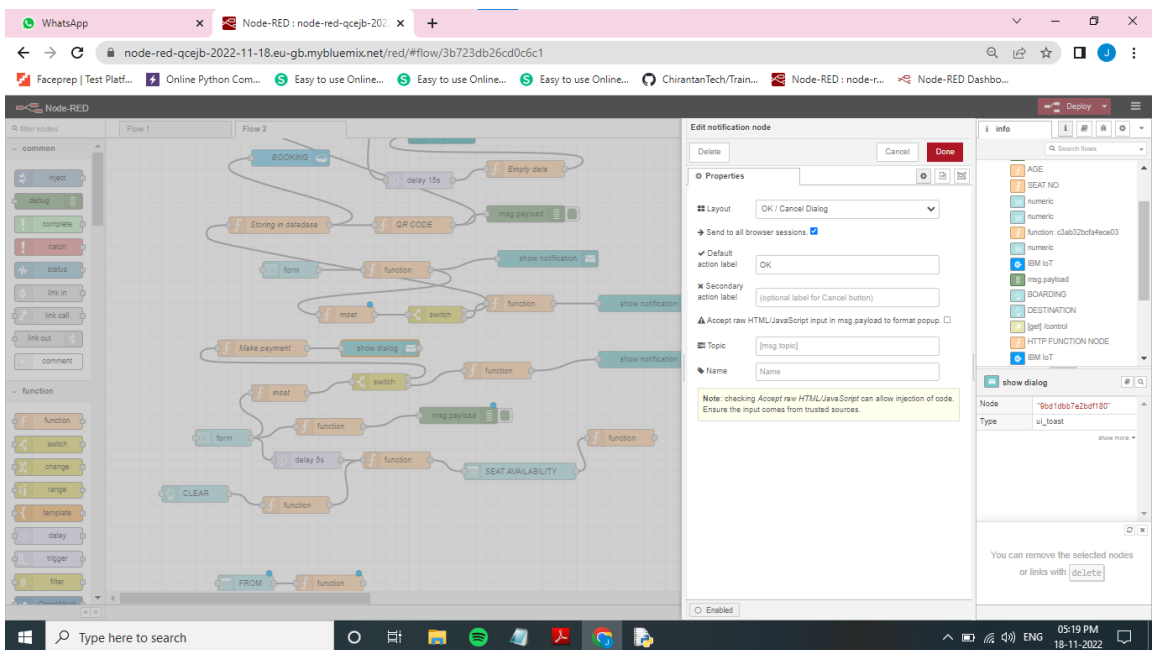 WhatsApp
Node-RED : node-red-qcejb-202
node-red-qcejb-2022-11-18.eu-gb.mybluemix.net/red/#flow/3b723db26cd0c6c1
Faceprep | Test Platf...
Online Python Com...
Easy to use Online...
Easy to use Online...
Easy to use Online...
ChirantanTech/Train...
Node-RED : node-r...
Node-RED Dashbo...
Node-RED
Deploy
filter nodes
common
inject
debug
complete
catch
status
link in
link call
link out
comment
function
function
switch
change
range
template
delay
trigger
filter
Flow 1
Flow 2
BOOKING
delay 15s
Empty data
Storing in datadase
QR CODE
msg.payload
form
function
show notification
mset
switch
function
show notification
Make payment
show dialog
show notification
switch
function
mset
function
msg.payload
form
delay 5s
function
SEAT AVAILABILITY
function
CLEAR
function
FROM
function
Edit notification node
Delete
Cancel
Done
Properties
Layout
OK / Cancel Dialog
Send to all browser sessions.
Default action label
OK
Secondary action label
(optional label for Cancel button)
Accept raw HTML/JavaScript input in msg.payload to format popup.
Topic
[msg.topic]
Name
Name
Note: checking Accept raw HTML/JavaScript can allow injection of code.
Ensure the input comes from trusted sources.
Enabled
info
Search flows
AGE
SEAT NO
numeric
numeric
function: c3ab32bcfa4ece03
numeric
IBM IoT
msg.payload
BOARDING
DESTINATION
[get] /control
HTTP FUNCTION NODE
IBM IoT
show dialog
Node
"9bd1dbb7e2bdf180"
Type
ui_toast
show more
You can remove the selected nodes
or links with delete
Type here to search
ENG
05:19 PM
18-11-2022